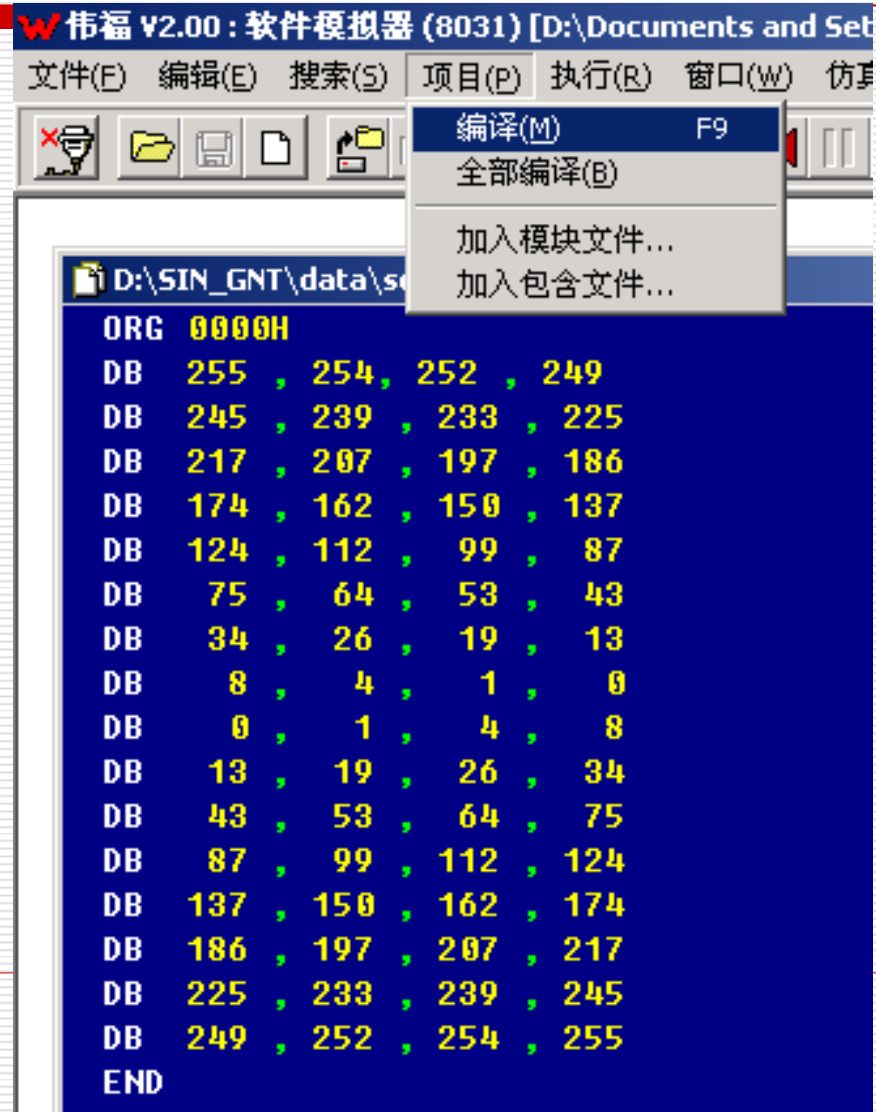 伟福 V2.00 : 软件模拟器 (8031) [D:\Documents and Set
文件(F) 编辑(E) 搜索(S) 项目(P) 执行(R) 窗口(W) 仿真
编译(M) F9
全部编译(B)
加入模块文件...
加入包含文件...
D:\SIN_GNT\data\s
ORG 0000H
DB 255 , 254, 252 , 249
DB 245 , 239 , 233 , 225
DB 217 , 207 , 197 , 186
DB 174 , 162 , 150 , 137
DB 124 , 112 , 99 , 87
DB 75 , 64 , 53 , 43
DB 34 , 26 , 19 , 13
DB 8 , 4 , 1 , 0
DB 0 , 1 , 4 , 8
DB 13 , 19 , 26 , 34
DB 43 , 53 , 64 , 75
DB 87 , 99 , 112 , 124
DB 137 , 150 , 162 , 174
DB 186 , 197 , 207 , 217
DB 225 , 233 , 239 , 245
DB 249 , 252 , 254 , 255
END